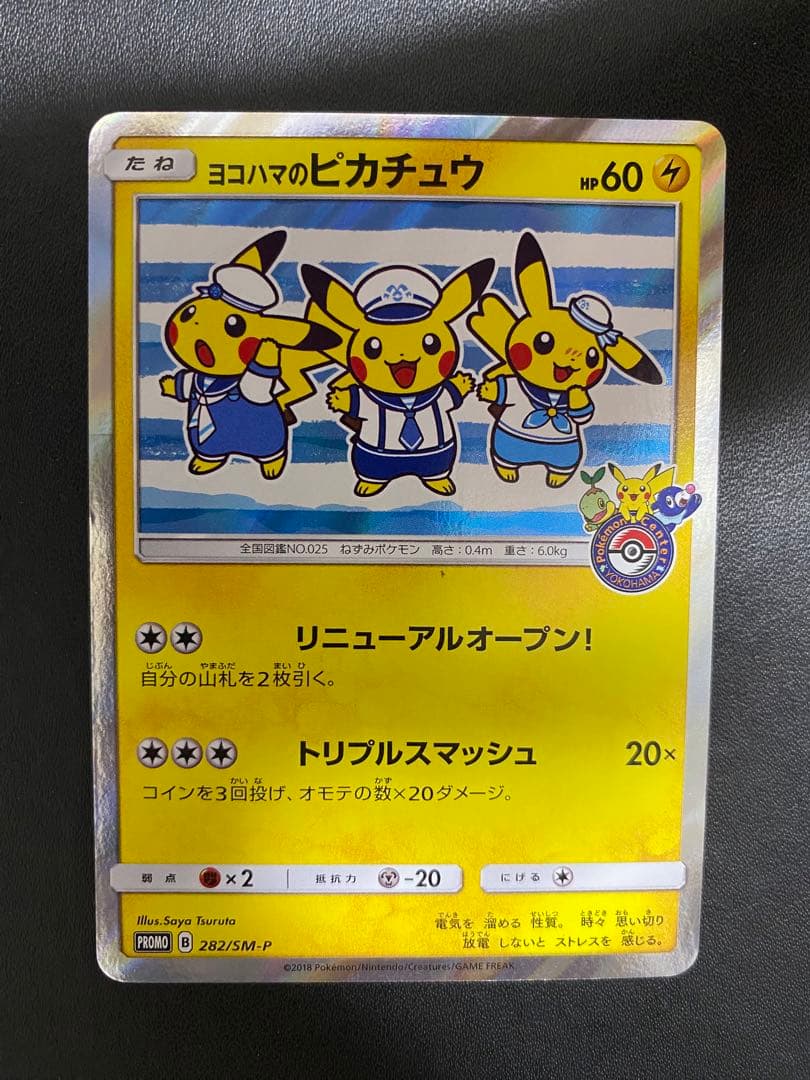 たね
ヨコハマのピカチュウ
HP60
全国図鑑NO.025 ねずみポケモン 高さ:0.4m 重さ:6.0kg
Pokémon Center
YOKOHAMA
リニューアルオープン!
自分の山札を2枚引く。
トリプルスマッシュ 20×
コインを3回投げ、オモテの数×20ダメージ。
弱点 ×2 抵抗力 -20 にげる
Illus.Saya Tsuruta
電気を 溜める 性質。 時々 思い切り
放電 しないと ストレスを 感じる。
PROMO B 282/SM-P
©2018 Pokémon/Nintendo/Creatures/GAME FREAK